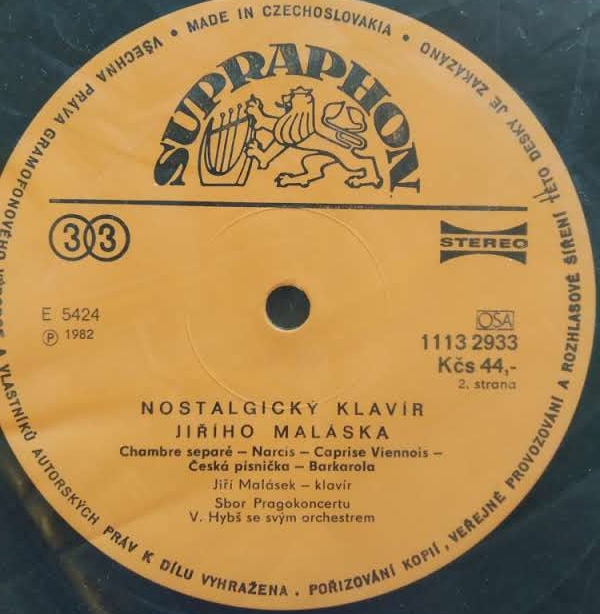 VŠECHNA PRÁVA GRAMOFONOVÉHO A VLASTNÍKŮ AUTORSKÝCH PRÁV K DÍLU VYHRAŽENA . POŘIZOVÁNÍ KOPIÍ , VEŘEJNÉ PROVOZOVÁNÍ A ROZHLASOVÉ ŠÍŘENÍ TÉTO DESKY JE ZAKÁZÁNO
• MADE IN CZECHOSLOVAKIA •
SUPRAPHON
33
STEREO
E 5424
OSA
℗ 1982
1113 2933
Kčs 44,-
2. strana
NOSTALGICKÝ KLAVÍR
JIŘÍHO MALÁSKA
Chambre separé – Narcis – Caprise Viennois –
Česká písnička – Barkarola
Jiří Malásek – klavír
Sbor Pragokoncertu
V. Hybš se svým orchestrem